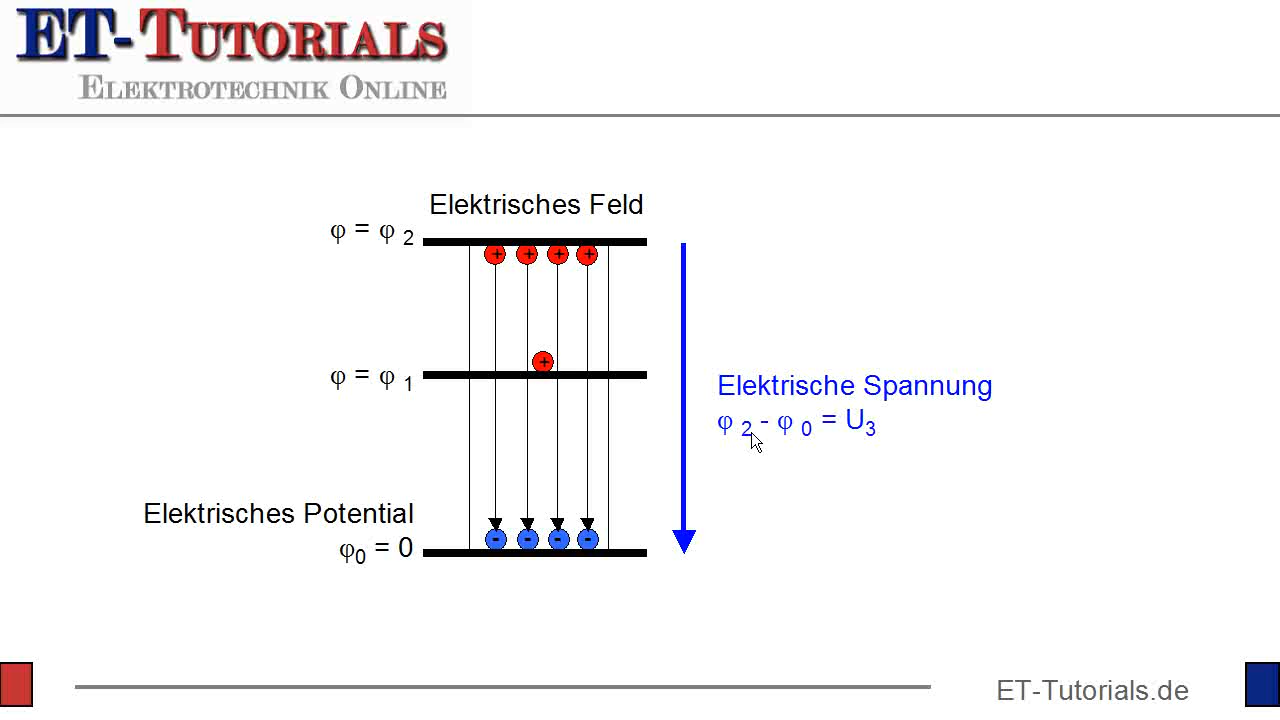 ET-TUTORIALS
ELEKTROTECHNIK ONLINE
Elektrisches Feld
φ = φ 2
+ + + +
+
φ = φ 1
Elektrische Spannung
φ 2 - φ 0 = U3
Elektrisches Potential
- - - -
φ0 = 0
ET-Tutorials.de